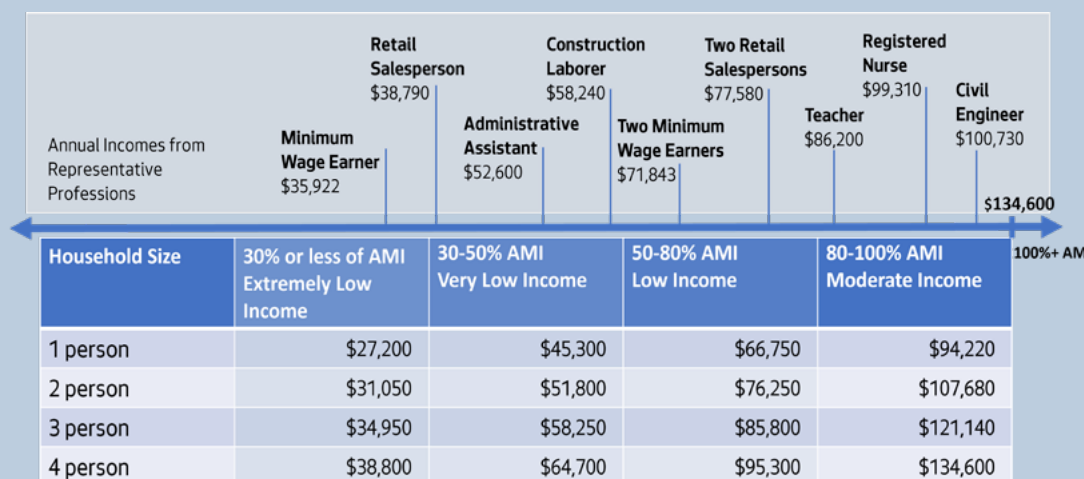 Retail
Salesperson
$38,790
Construction
Laborer
$58,240
Two Retail
Salespersons
$77,580
Registered
Nurse
$99,310
Civil
Engineer
$100,730
Annual Incomes from
Representative
Professions
Minimum
Wage Earner
$35,922
Administrative
Assistant
$52,600
Two Minimum
Wage Earners
$71,843
Teacher
$86,200
$134,600
100%+ AM
Household Size
30% or less of AMI
Extremely Low
Income
30-50% AMI
Very Low Income
50-80% AMI
Low Income
80-100% AMI
Moderate Income
1 person $27,200 $45,300 $66,750 $94,220
2 person $31,050 $51,800 $76,250 $107,680
3 person $34,950 $58,250 $85,800 $121,140
4 person $38,800 $64,700 $95,300 $134,600